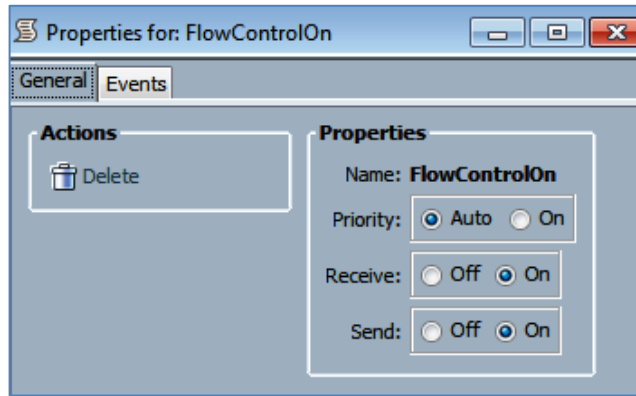 Properties for: FlowControlOn
General Events
Actions
Delete
Properties
Name: FlowControlOn
Priority: Auto On
Receive: Off On
Send: Off On